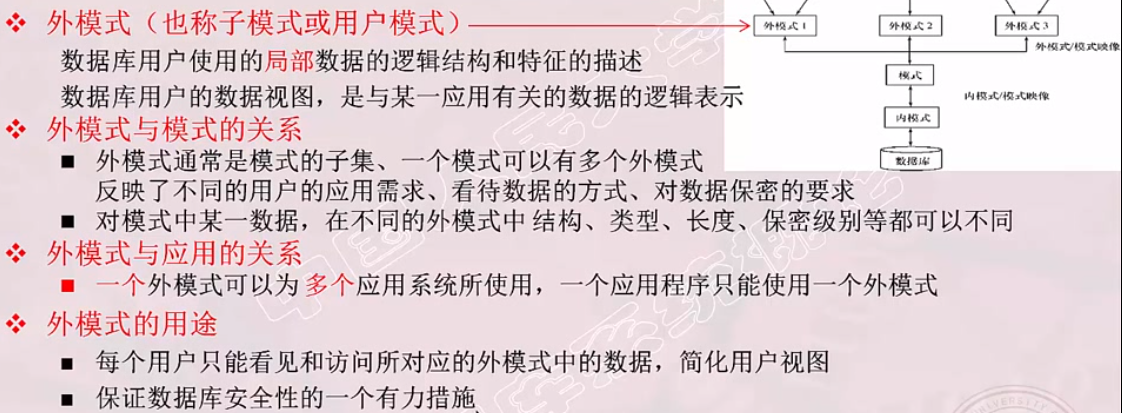 外模式（也称子模式或用户模式）
数据库用户使用的局部数据的逻辑结构和特征的描述
数据库用户的数据视图，是与某一应用有关的数据的逻辑表示
外模式与模式的关系
外模式通常是模式的子集、一个模式可以有多个外模式
反映了不同的用户的应用需求、看待数据的方式、对数据保密的要求
对模式中某一数据，在不同的外模式中 结构、类型、长度、保密级别等都可以不同
外模式与应用的关系
一个外模式可以为 多个应用系统所使用，一个应用程序只能使用一个外模式
外模式的用途
每个用户只能看见和访问所对应的外模式中的数据，简化用户视图
保证数据库安全性的一个有力措施
外模式 1
外模式 2
外模式 3
外模式/模式映像
模式
内模式/模式映像
内模式
数据库